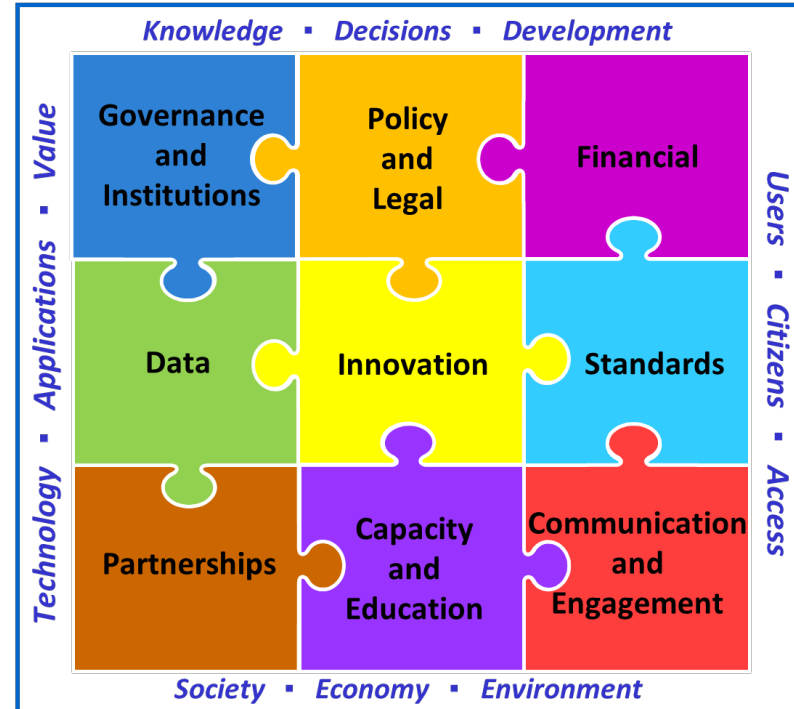 Knowledge ▪ Decisions ▪ Development
Technology ▪ Applications ▪ Value
Governance
and
Institutions
Policy
and
Legal
Financial
Data
Innovation
Standards
Partnerships
Capacity
and
Education
Communication
and
Engagement
Users ▪ Citizens ▪ Access
Society ▪ Economy ▪ Environment